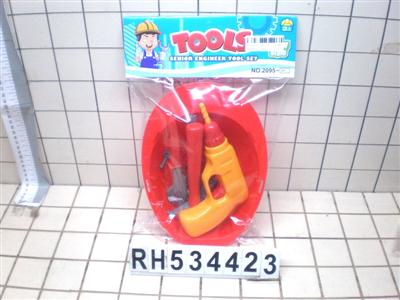 TOOLS
SENIOR ENGINEER TOOL SET
NO.2095-
RH534423